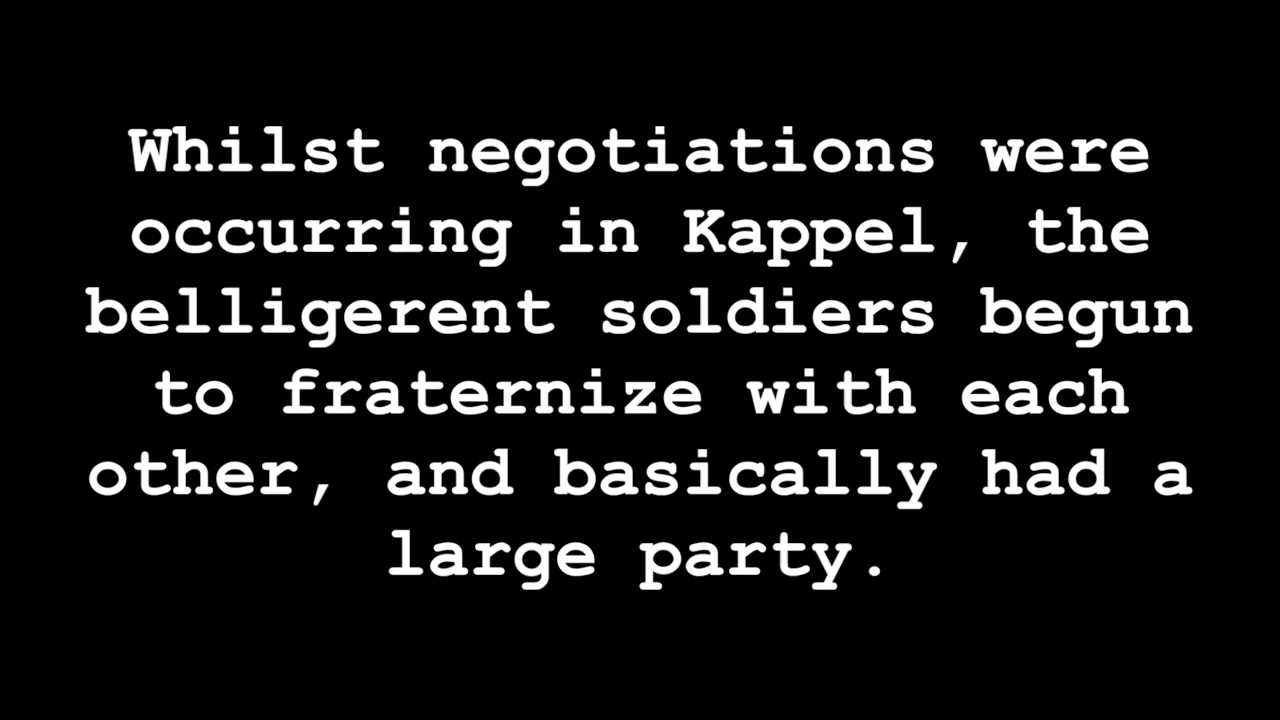 Whilst negotiations were
occurring in Kappel, the
belligerent soldiers begun
to fraternize with each
other, and basically had a
large party.